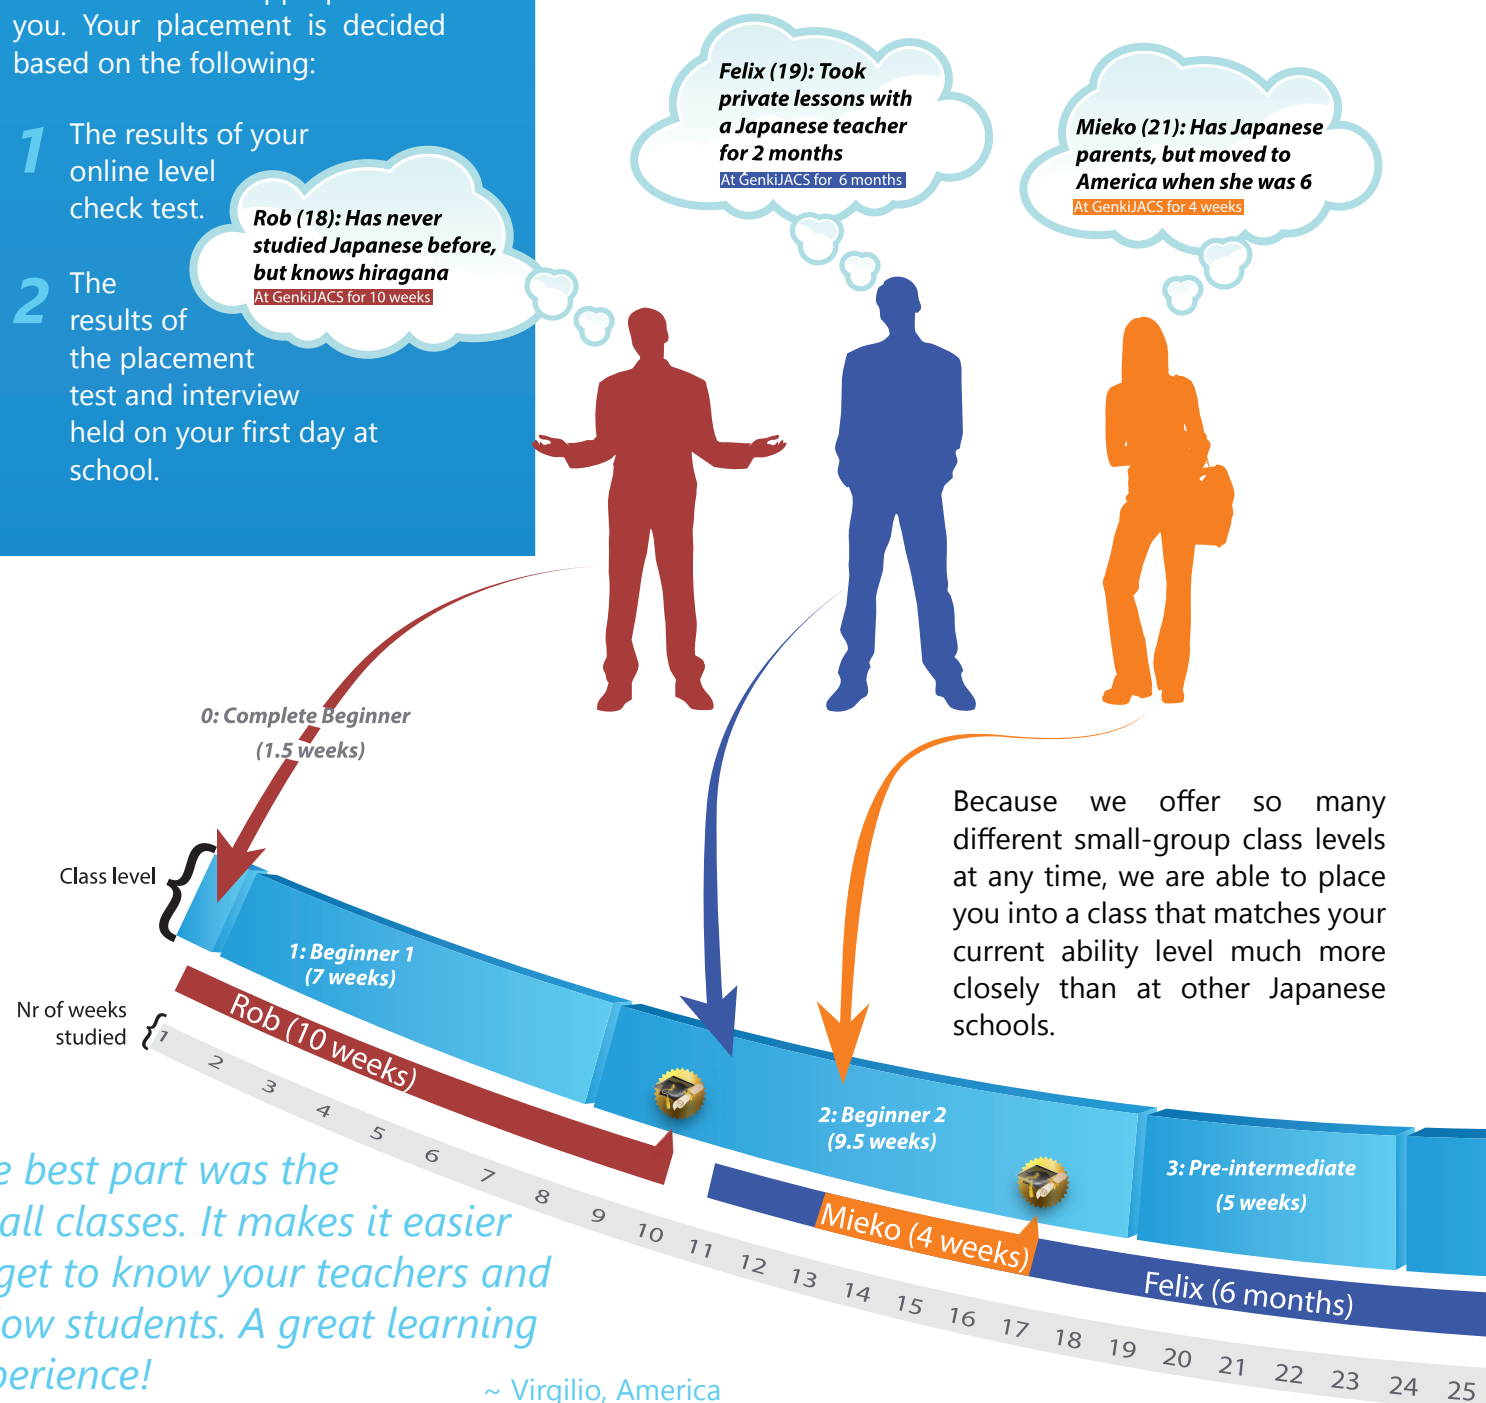 you. Your placement is decided
based on the following:
1 The results of your
online level
check test.
2 The
results of
the placement
test and interview
held on your first day at
school.
Rob (18): Has never
studied Japanese before,
but knows hiragana
At GenkiJACS for 10 weeks
Felix (19): Took
private lessons with
a Japanese teacher
for 2 months
At GenkiJACS for 6 months
Mieko (21): Has Japanese
parents, but moved to
America when she was 6
At GenkiJACS for 4 weeks
0: Complete Beginner
(1.5 weeks)
Because we offer so many
different small-group class levels
at any time, we are able to place
you into a class that matches your
current ability level much more
closely than at other Japanese
schools.
Class level
1: Beginner 1
(7 weeks)
2: Beginner 2
(9.5 weeks)
3: Pre-intermediate
(5 weeks)
Rob (10 weeks)
Mieko (4 weeks)
Felix (6 months)
Nr of weeks
studied
1 2 3 4 5 6 7 8 9 10 11 12 13 14 15 16 17 18 19 20 21 22 23 24 25
best part was the
classes. It makes it easier
get to know your teachers and
students. A great learning
~ Virgilio, America